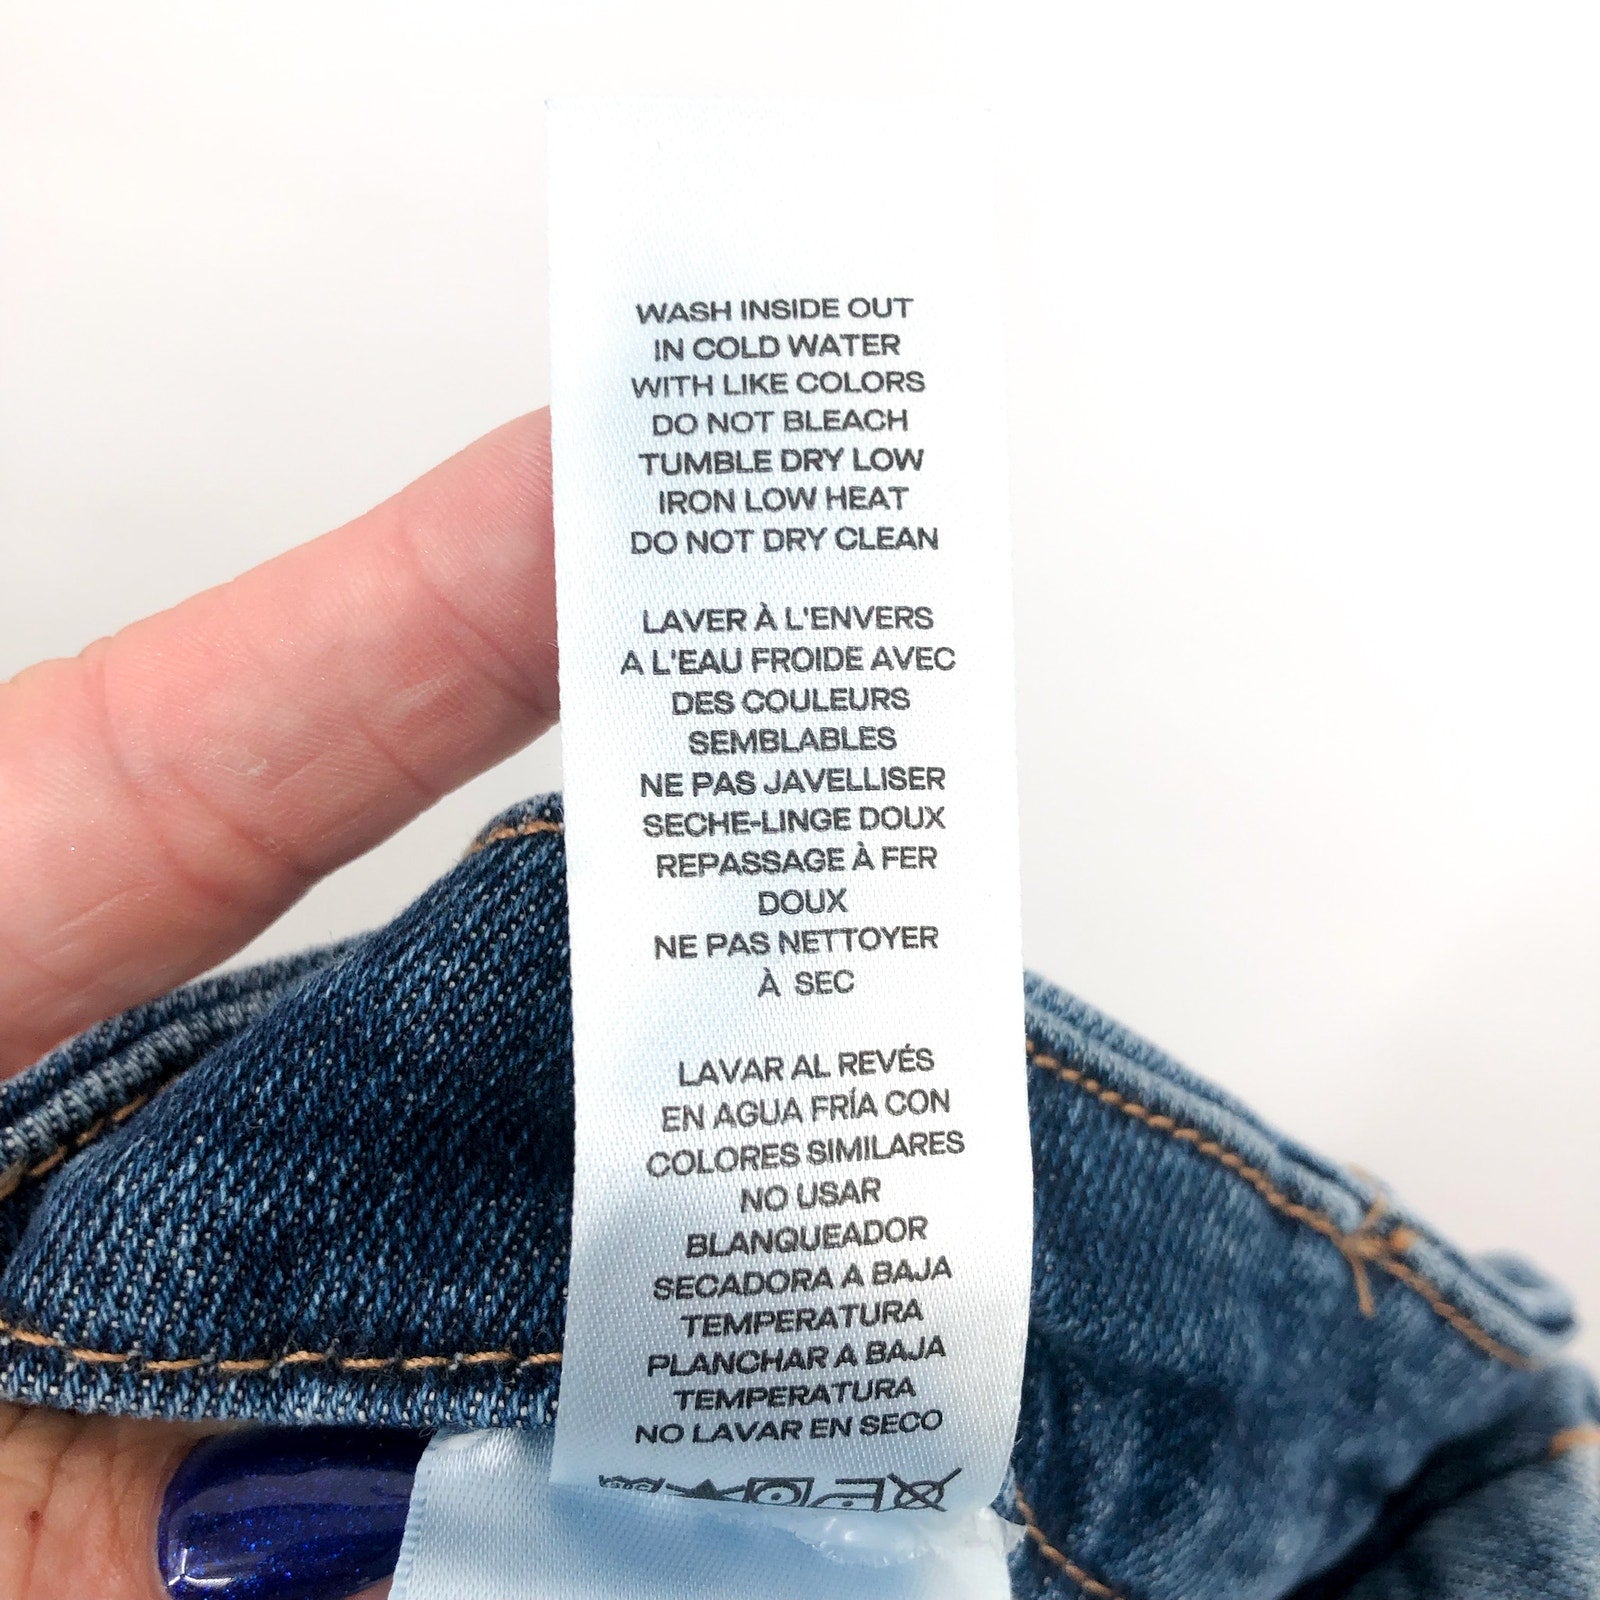 WASH INSIDE OUT
IN COLD WATER
WITH LIKE COLORS
DO NOT BLEACH
TUMBLE DRY LOW
IRON LOW HEAT
DO NOT DRY CLEAN
LAVER À L'ENVERS
A L'EAU FROIDE AVEC
DES COULEURS
SEMBLABLES
NE PAS JAVELLISER
SECHE-LINGE DOUX
REPASSAGE À FER
DOUX
NE PAS NETTOYER
À SEC
LAVAR AL REVÉS
EN AGUA FRÍA CON
COLORES SIMILARES
NO USAR
BLANQUEADOR
SECADORA A BAJA
TEMPERATURA
PLANCHAR A BAJA
TEMPERATURA
NO LAVAR EN SECO